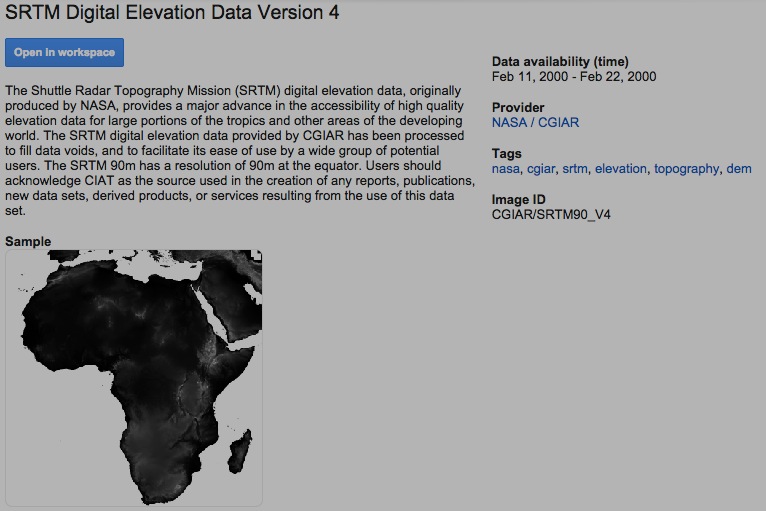 SRTM Digital Elevation Data Version 4
Open in workspace
The Shuttle Radar Topography Mission (SRTM) digital elevation data, originally
produced by NASA, provides a major advance in the accessibility of high quality
elevation data for large portions of the tropics and other areas of the developing
world. The SRTM digital elevation data provided by CGIAR has been processed
to fill data voids, and to facilitate its ease of use by a wide group of potential
users. The SRTM 90m has a resolution of 90m at the equator. Users should
acknowledge CIAT as the source used in the creation of any reports, publications,
new data sets, derived products, or services resulting from the use of this data
set.
Sample
Data availability (time)
Feb 11, 2000 - Feb 22, 2000
Provider
NASA / CGIAR
Tags
nasa, cgiar, srtm, elevation, topography, dem
Image ID
CGIAR/SRTM90_V4